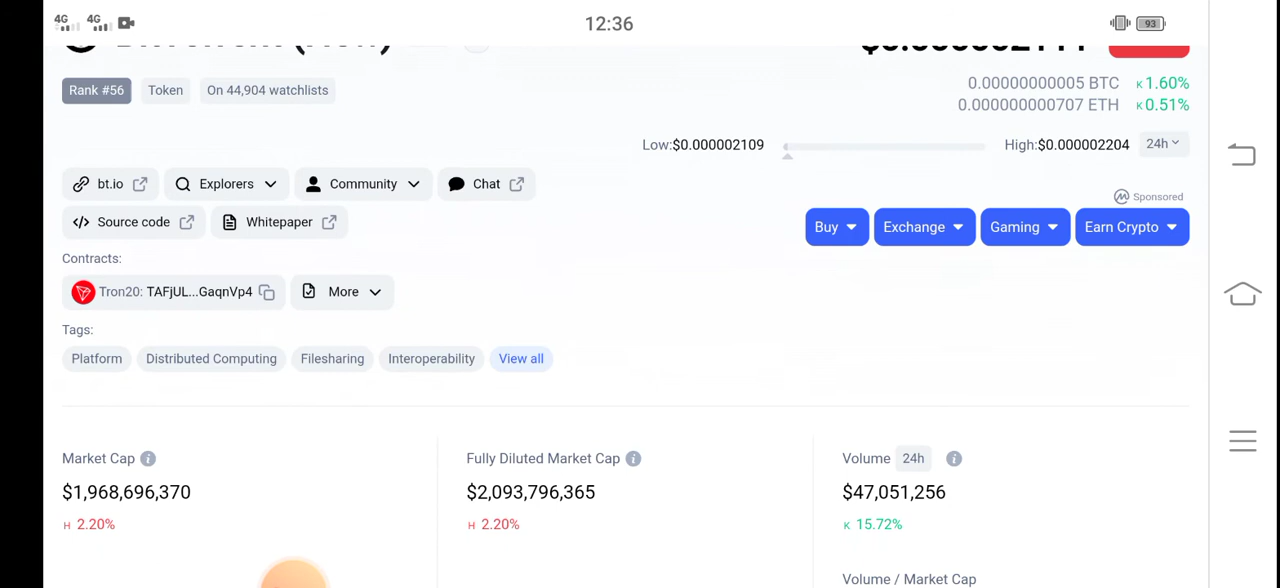 4G 4G 12:36 93
Rank #56 Token On 44,904 watchlists
0.00000000005 BTC K 1.60%
0.000000000707 ETH K 0.51%
Low:$0.000002109 High:$0.000002204 24h
bt.io Explorers Community Chat
Sponsored
Source code Whitepaper
Buy Exchange Gaming Earn Crypto
Contracts:
Tron20: TAFjUL...GaqnVp4 More
Tags:
Platform Distributed Computing Filesharing Interoperability View all
Market Cap Fully Diluted Market Cap Volume 24h
$1,968,696,370 $2,093,796,365 $47,051,256
H 2.20% H 2.20% K 15.72%
Volume / Market Cap